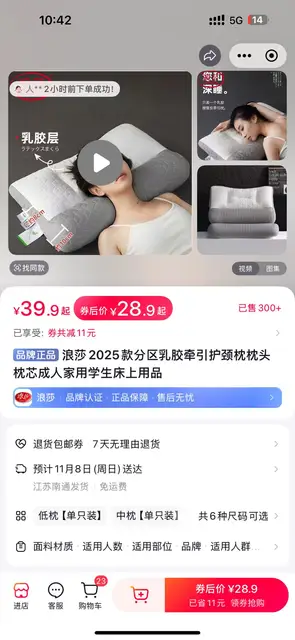 10:42
5G 14
人**2小时前下单成功!
乳胶层
ラテックスまくら
您和
深睡。
找同款
视频
图集
¥39.9起
券后价¥28.9起
已售 300+
已享受: 券共减11元
品牌正品 浪莎 2025款分区乳胶牵引护颈枕枕头
枕芯成人家用学生床上用品
浪莎 品牌认证 · 正品保障 · 售后无忧
退货包邮券 7天无理由退货
预计11月8日(周日)送达
江苏南通发货 · 免运费
低枕【单只装】 中枕【单只装】 共6种尺码可选
面料材质 · 适用人数 · 适用部位 · 品牌 · 适用人群...
进店
客服
购物车
23
券后价 ¥28.9
已省11元 领券抢购